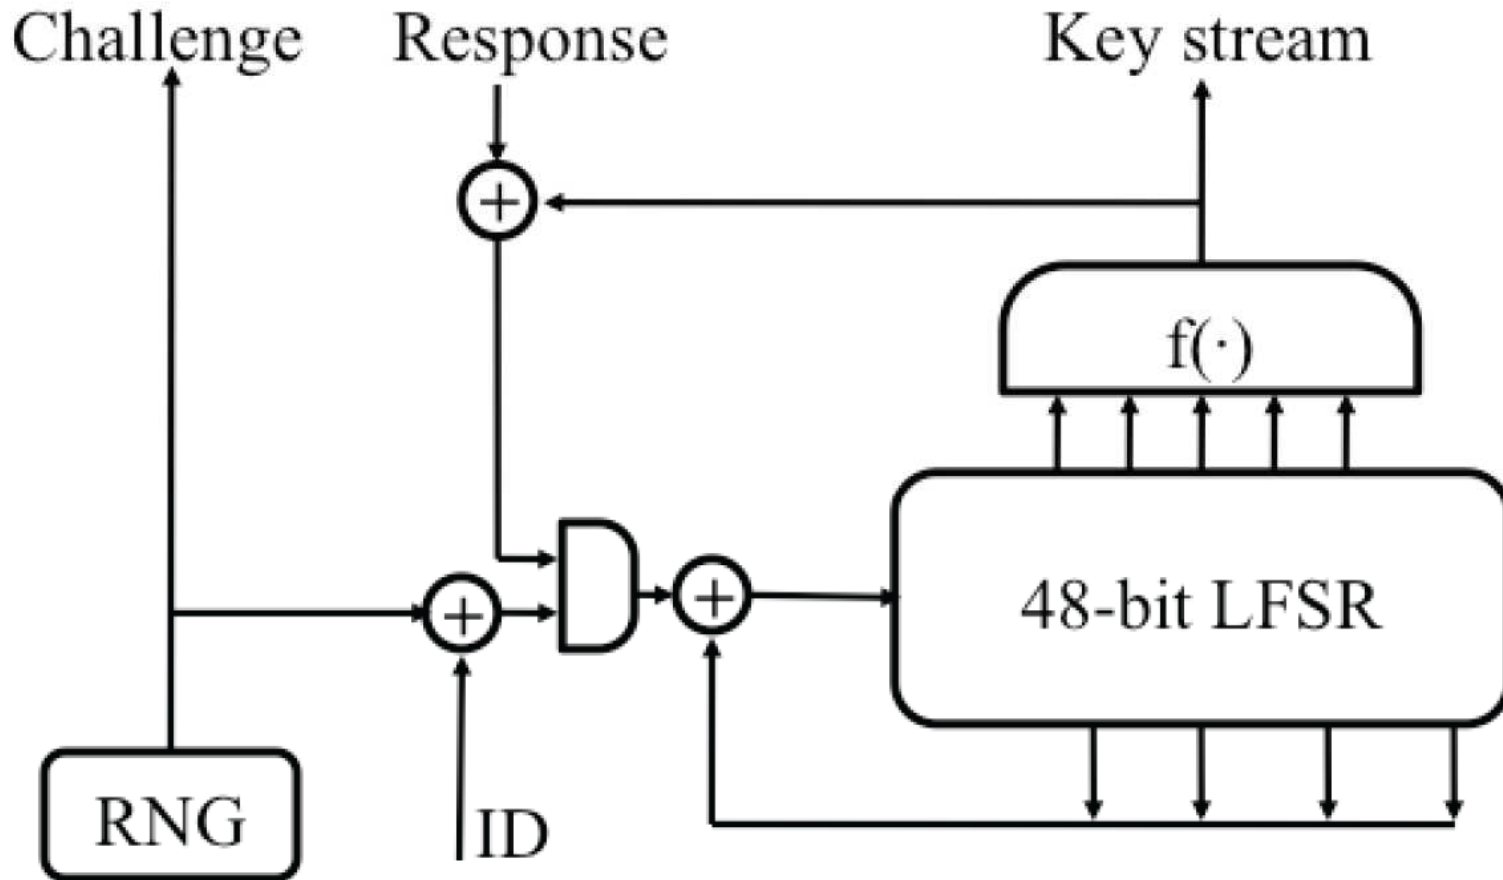 Challenge
Response
Key stream
f(·)
48-bit LFSR
RNG
ID